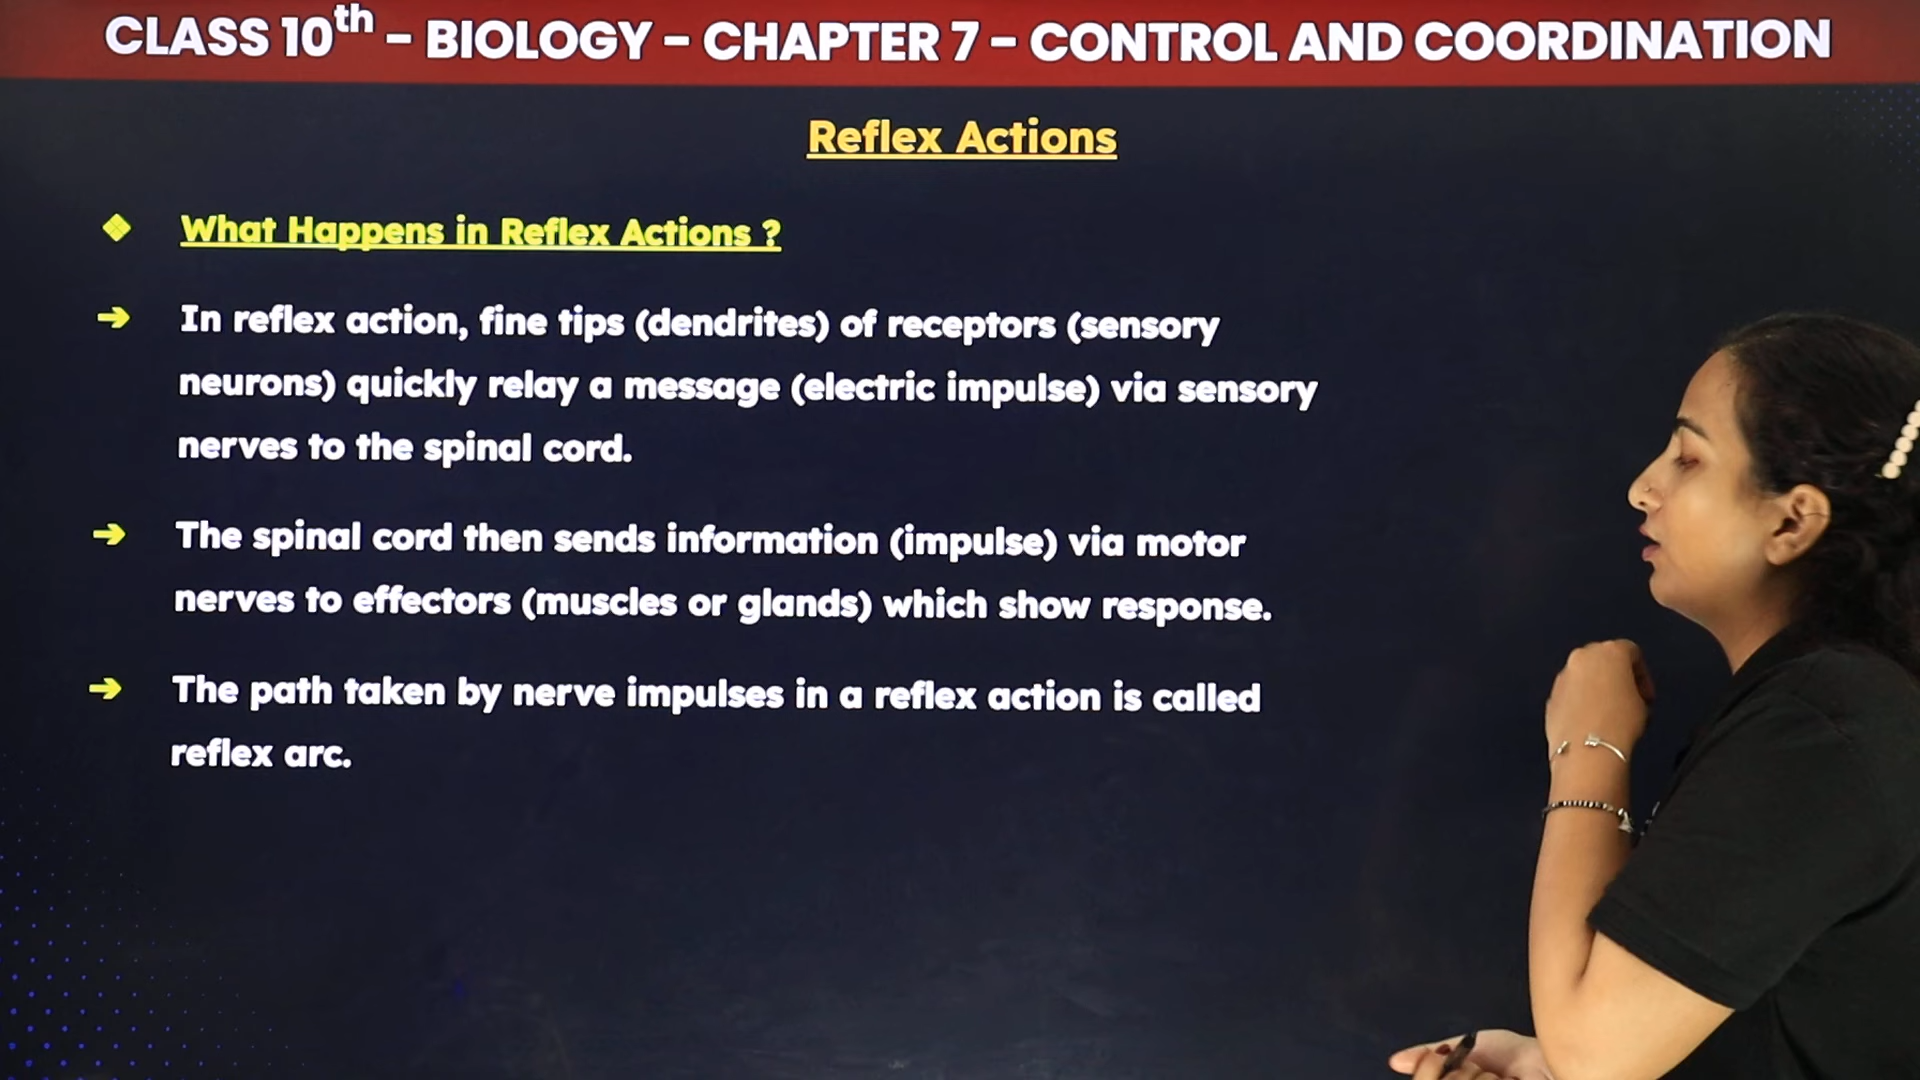 CLASS 10th - BIOLOGY - CHAPTER 7 - CONTROL AND COORDINATION
Reflex Actions
❖ What Happens in Reflex Actions ?
➔ In reflex action, fine tips (dendrites) of receptors (sensory
neurons) quickly relay a message (electric impulse) via sensory
nerves to the spinal cord.
➔ The spinal cord then sends information (impulse) via motor
nerves to effectors (muscles or glands) which show response.
➔ The path taken by nerve impulses in a reflex action is called
reflex arc.